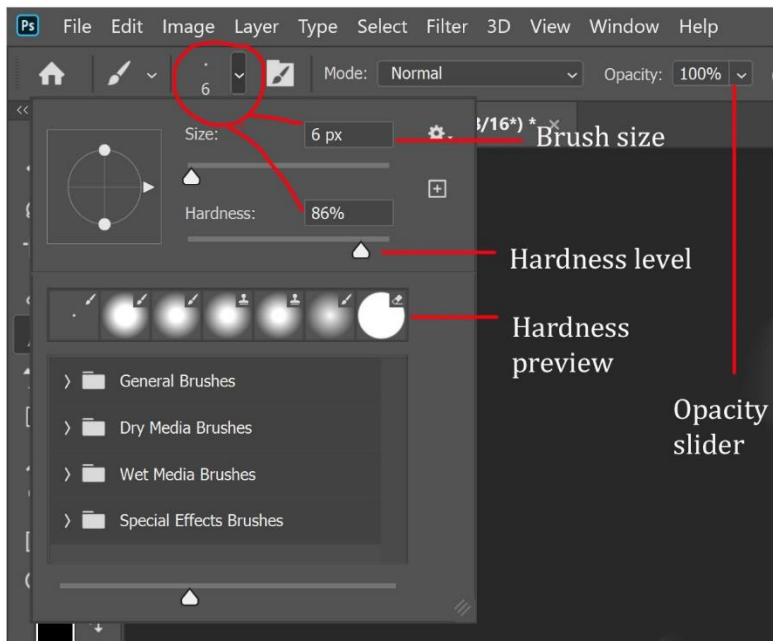 Ps File Edit Image Layer Type Select Filter 3D View Window Help
6 Mode: Normal Opacity: 100%
3/16*) * ×
Size: 6 px
Brush size
Hardness: 86%
Hardness level
Hardness
preview
General Brushes
Dry Media Brushes
Wet Media Brushes
Special Effects Brushes
Opacity
slider